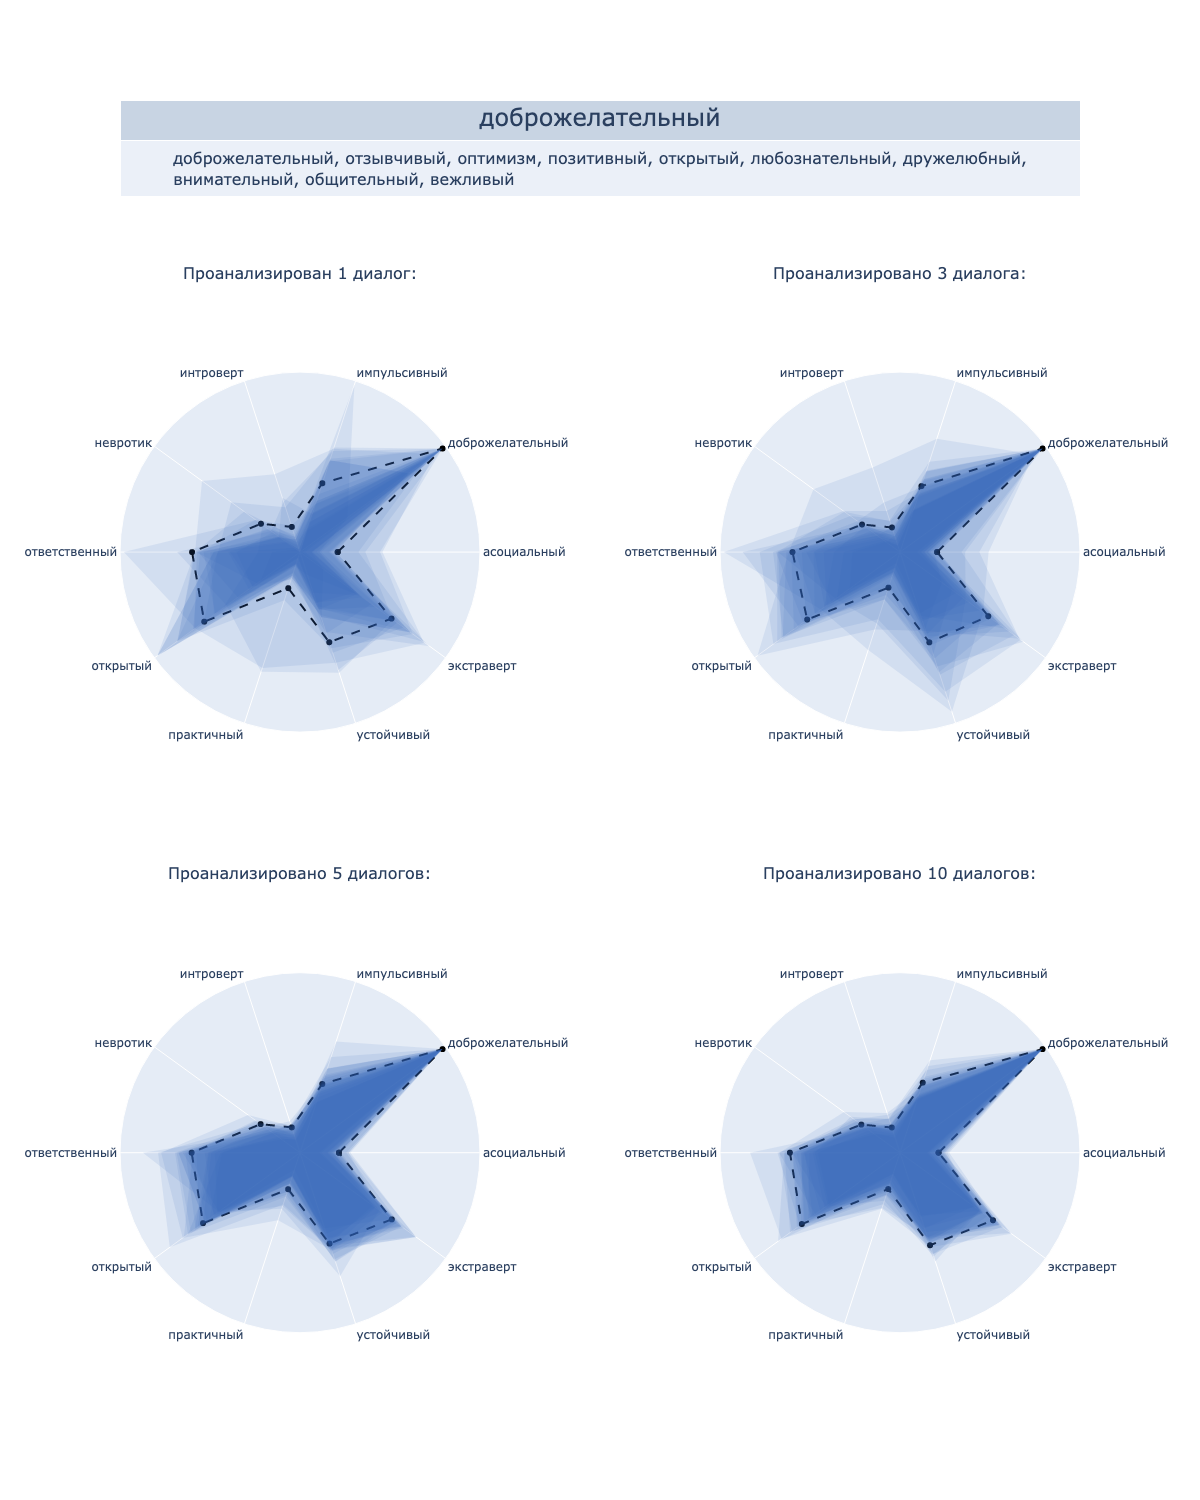 доброжелательный
доброжелательный, отзывчивый, оптимизм, позитивный, открытый, любознательный, дружелюбный,
внимательный, общительный, вежливый
Проанализирован 1 диалог:
интроверт
импульсивный
невротик
доброжелательный
ответственный
асоциальный
открытый
экстраверт
практичный
устойчивый
Проанализировано 3 диалога:
интроверт
импульсивный
невротик
доброжелательный
ответственный
асоциальный
открытый
экстраверт
практичный
устойчивый
Проанализировано 5 диалогов:
интроверт
импульсивный
невротик
доброжелательный
ответственный
асоциальный
открытый
экстраверт
практичный
устойчивый
Проанализировано 10 диалогов:
интроверт
импульсивный
невротик
доброжелательный
ответственный
асоциальный
открытый
экстраверт
практичный
устойчивый